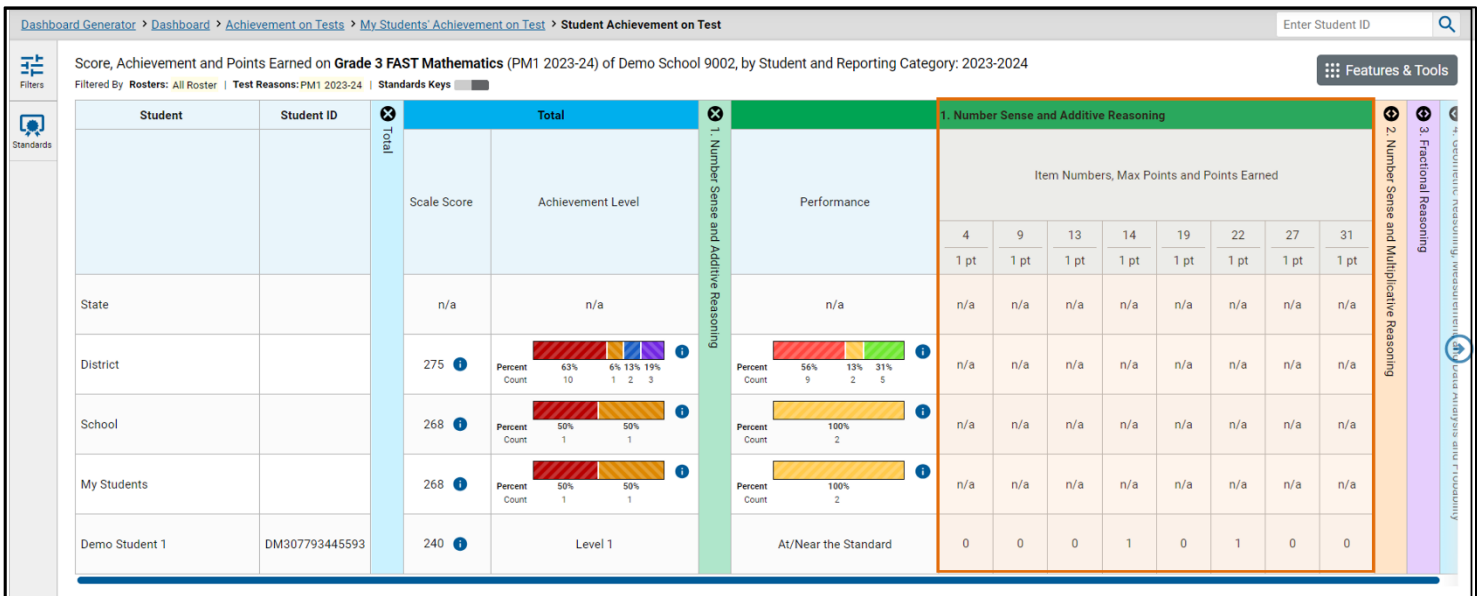 Dashboard Generator > Dashboard > Achievement on Tests > My Students' Achievement on Test > Student Achievement on Test
Enter Student ID
Filters
Standards
Score, Achievement and Points Earned on Grade 3 FAST Mathematics (PM1 2023-24) of Demo School 9002, by Student and Reporting Category: 2023-2024
Filtered By Rosters: All Roster | Test Reasons: PM1 2023-24 | Standards Keys
Features & Tools
Student Student ID Total Total 1. Number Sense and Additive Reasoning 1. Number Sense and Additive Reasoning 2. Number Sense and Multiplicative Reasoning 3. Fractional Reasoning 4. Geometric Reasoning, Measurement, and Data Analysis and Probability
Scale Score Achievement Level Performance Item Numbers, Max Points and Points Earned
4 9 13 14 19 22 27 31
1 pt 1 pt 1 pt 1 pt 1 pt 1 pt 1 pt 1 pt
State n/a n/a n/a n/a n/a n/a n/a n/a n/a n/a n/a
District 275 n/a n/a n/a n/a n/a n/a n/a n/a
Percent 63% 6% 13% 19% Percent 56% 13% 31%
Count 10 1 2 3 Count 9 2 5
School 268 n/a n/a n/a n/a n/a n/a n/a n/a
Percent 50% 50% Percent 100%
Count 1 1 Count 2
My Students 268 n/a n/a n/a n/a n/a n/a n/a n/a
Percent 50% 50% Percent 100%
Count 1 1 Count 2
Demo Student 1 DM307793445593 240 Level 1 At/Near the Standard 0 0 0 1 0 1 0 0